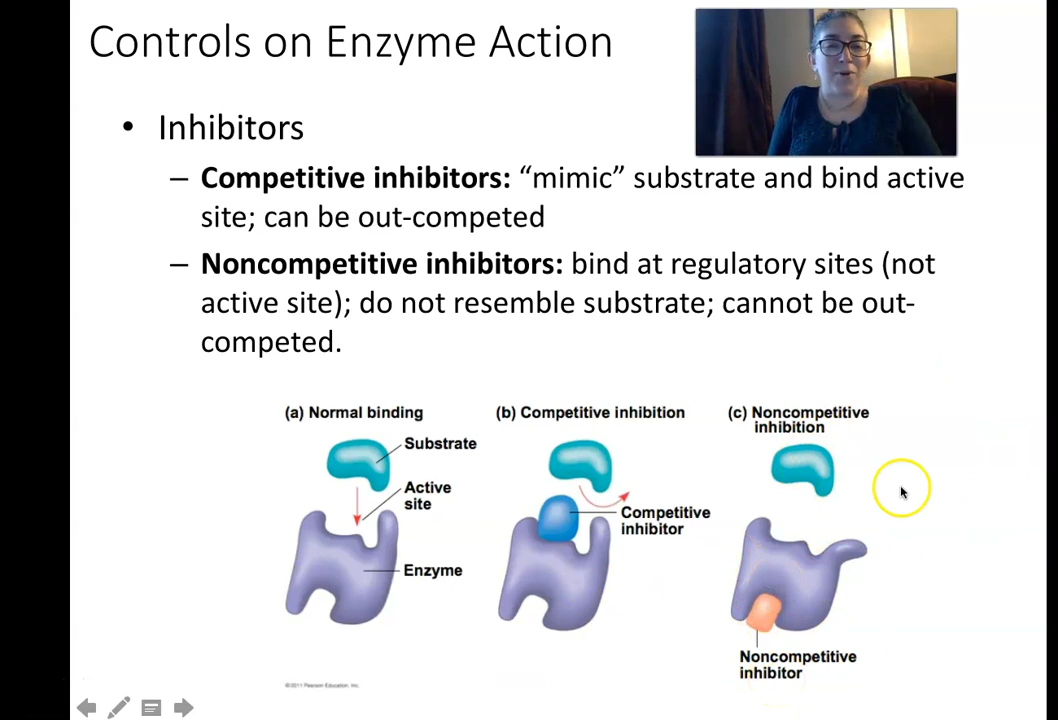 Controls on Enzyme Action
• Inhibitors
– Competitive inhibitors: “mimic” substrate and bind active
site; can be out-competed
– Noncompetitive inhibitors: bind at regulatory sites (not
active site); do not resemble substrate; cannot be out-
competed.
(a) Normal binding
Substrate
Active
site
Enzyme
(b) Competitive inhibition
Competitive
inhibitor
(c) Noncompetitive
inhibition
Noncompetitive
inhibitor
©2011 Pearson Education, Inc.